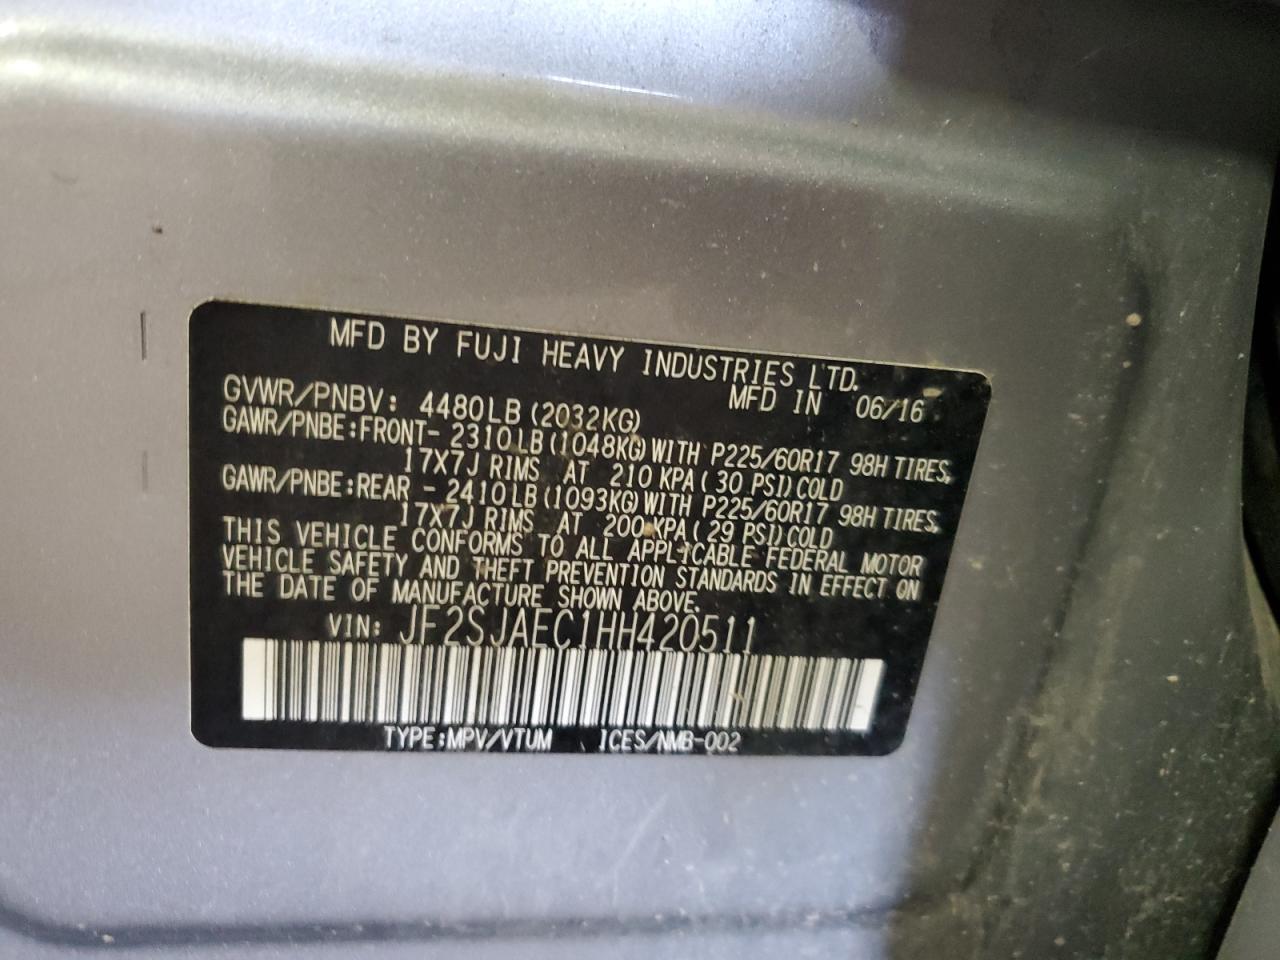 MFD BY FUJI HEAVY INDUSTRIES LTD.
MFD IN 06/16
GVWR/PNBV: 4480LB(2032KG)
GAWR/PNBE:FRONT- 2310LB(1048KG)WITH P225/60R17 98H TIRES,
17X7J RIMS AT 210 KPA(30 PSI)COLD
GAWR/PNBE:REAR - 2410LB(1093KG)WITH P225/60R17 98H TIRES,
17X7J RIMS AT 200 KPA(29 PSI)COLD
THIS VEHICLE CONFORMS TO ALL APPLICABLE FEDERAL MOTOR
VEHICLE SAFETY AND THEFT PREVENTION STANDARDS IN EFFECT ON
THE DATE OF MANUFACTURE SHOWN ABOVE.
VIN: JF2SJAEC1HH420511
TYPE:MPV/VTUM ICES/NMB-002